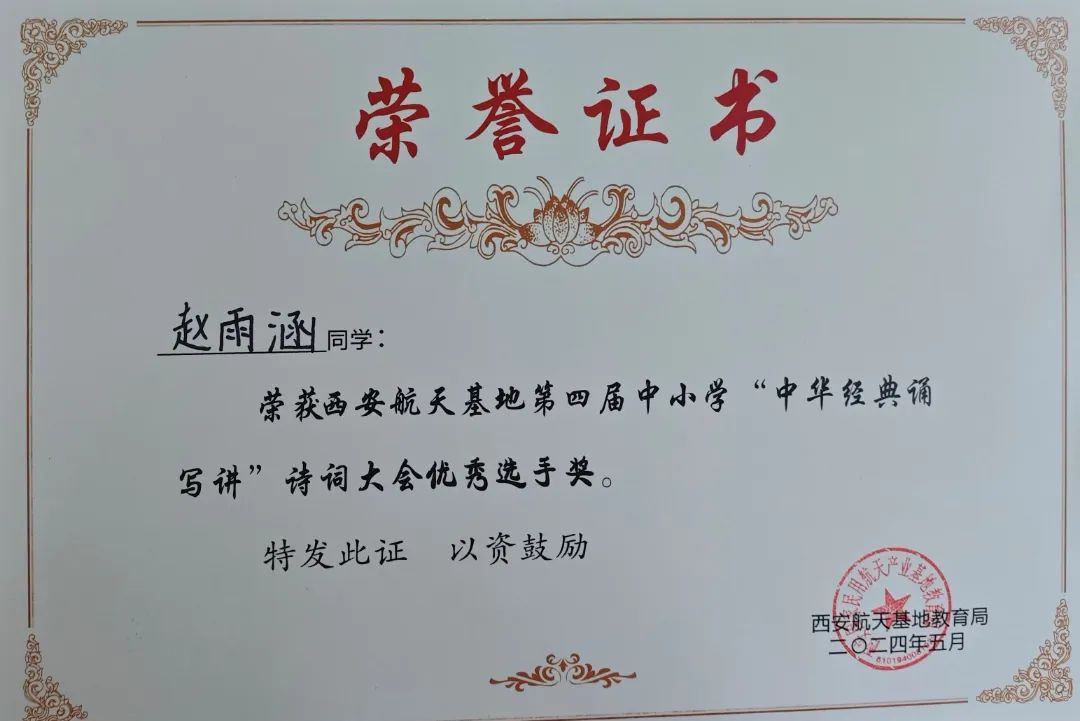 荣誉证书
赵雨涵同学：
荣获西安航天基地第四届中小学“中华经典诵
写讲”诗词大会优秀选手奖。
特发此证 以资鼓励
西安航天基地教育局
二〇二四年五月